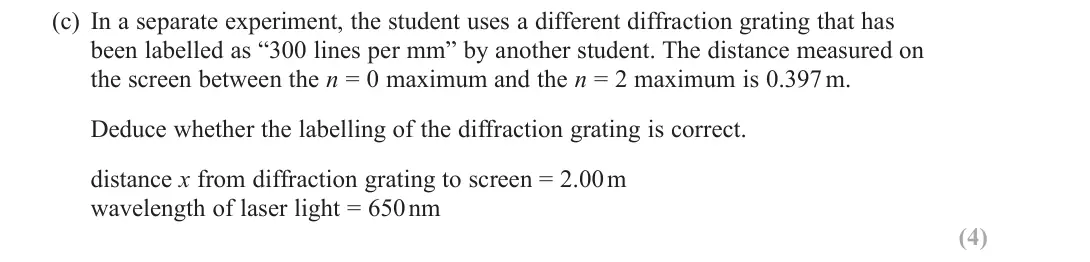 (c) In a separate experiment, the student uses a different diffraction grating that has
been labelled as “300 lines per mm” by another student. The distance measured on
the screen between the n = 0 maximum and the n = 2 maximum is 0.397 m.
Deduce whether the labelling of the diffraction grating is correct.
distance x from diffraction grating to screen = 2.00 m
wavelength of laser light = 650 nm
(4)